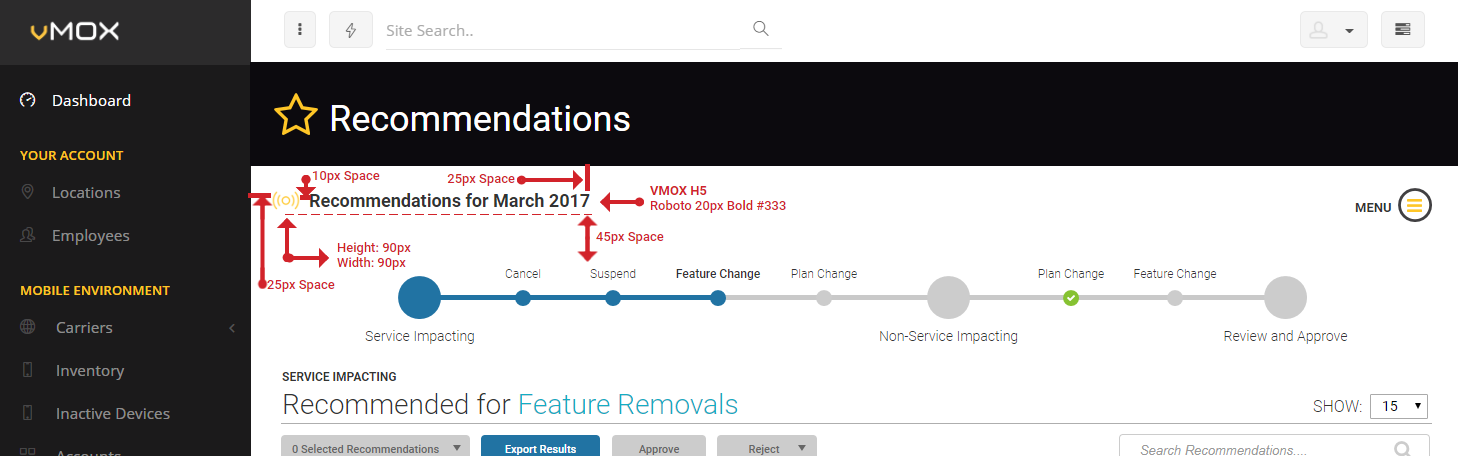 vMOX
Site Search..
Dashboard
YOUR ACCOUNT
Locations
Employees
MOBILE ENVIRONMENT
Carriers
Inventory
Inactive Devices
Accounts
Recommendations
10px Space
25px Space
Recommendations for March 2017
VMOX H5
Roboto 20px Bold #333
MENU
45px Space
Height: 90px
Width: 90px
25px Space
Cancel
Suspend
Feature Change
Plan Change
Plan Change
Feature Change
Service Impacting
Non-Service Impacting
Review and Approve
SERVICE IMPACTING
Recommended for Feature Removals
SHOW: 15
0 Selected Recommendations
Export Results
Approve
Reject
Search Recommendations....